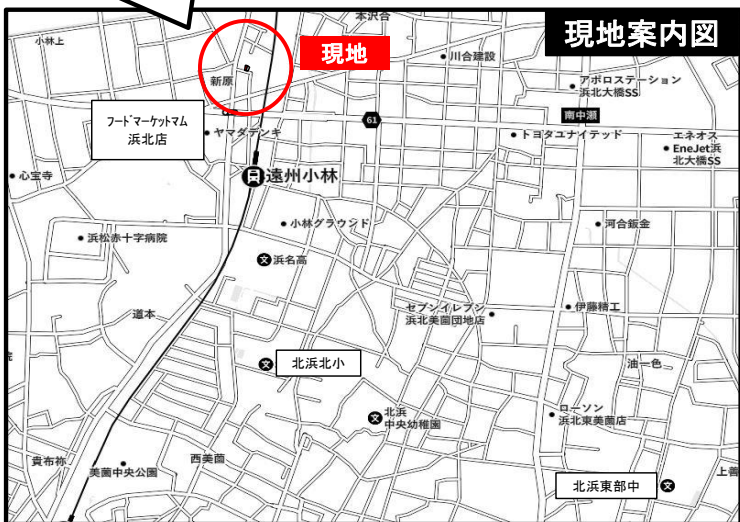 現地案内図
本沢合
小林上
現地
川合建設
新原
アポロステーション
浜北大橋SS
フードマーケットマム
浜北店
61
南中瀬
ヤマダデンキ
トヨタユナイテッド
エネオス
EneJet浜
北大橋SS
心宝寺
遠州小林
小林グラウンド
河合鈑金
浜松赤十字病院
文 浜名高
道本
セブンイレブン
浜北美薗団地店
伊藤精工
文 北浜北小
油一色
文 北浜
中央幼稚園
ローソン
浜北東美薗店
貴布祢
美薗中央公園
西美薗
上善
北浜東部中 文
院